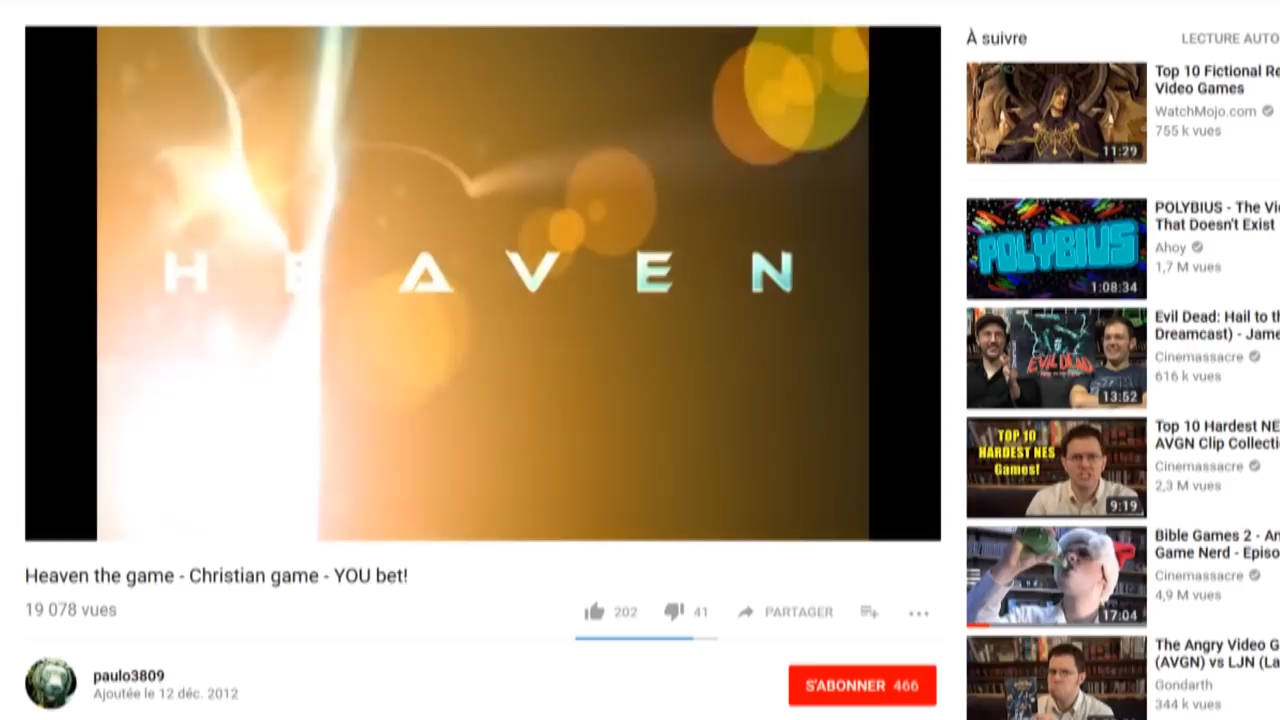 H E A V E N
Heaven the game - Christian game - YOU bet!
19 078 vues
202
41
PARTAGER
paulo3809
Ajoutée le 12 déc. 2012
S'ABONNER 466
À suivre
LECTURE AUTO
11:29
Top 10 Fictional Re
Video Games
WatchMojo.com
755 k vues
POLYBIUS
1:08:34
POLYBIUS - The Vi
That Doesn't Exist
Ahoy
1,7 M vues
EVIL DEAD
13:52
Evil Dead: Hail to th
Dreamcast) - Jame
Cinemassacre
616 k vues
TOP 10
HARDEST NES
Games!
9:19
Top 10 Hardest NE
AVGN Clip Collecti
Cinemassacre
2,3 M vues
17:04
Bible Games 2 - An
Game Nerd - Episo
Cinemassacre
4,9 M vues
The Angry Video G
(AVGN) vs LJN (La
Gondarth
344 k vues